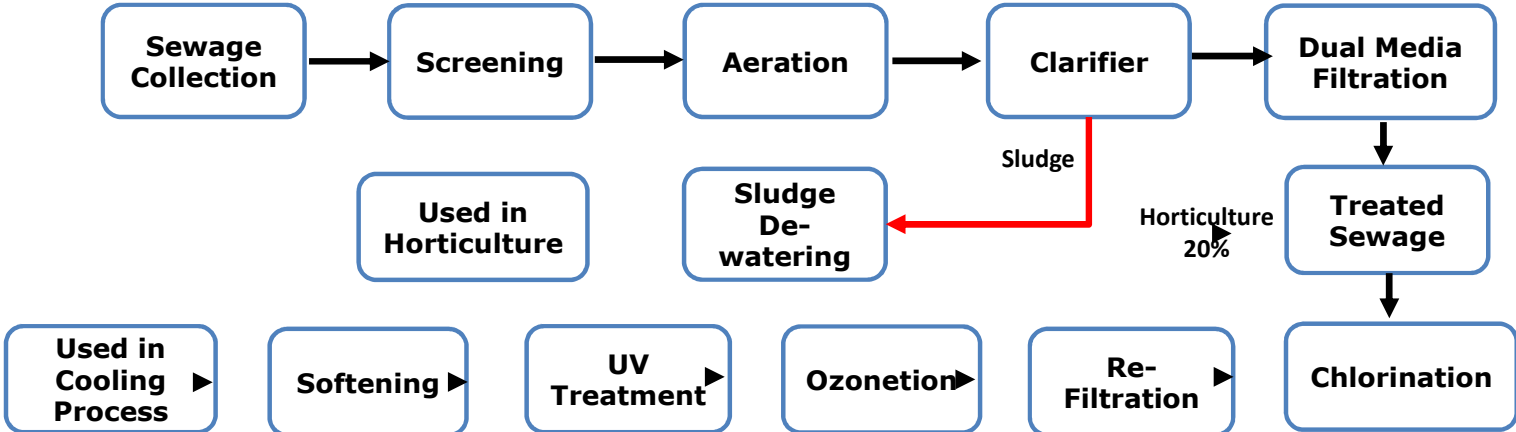 Sewage
Collection
Screening
Aeration
Clarifier
Dual Media
Filtration
Sludge
Used in
Horticulture
Sludge
De-
watering
Horticulture
20%
Treated
Sewage
Used in
Cooling
Process
Softening
UV
Treatment
Ozonetion
Re-
Filtration
Chlorination